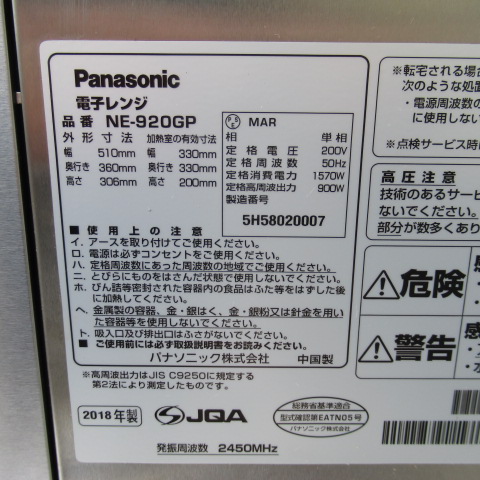 Panasonic
電子レンジ
品番 NE-920GP
外形寸法 加熱室の有効寸法
幅 510mm 幅 330mm
奥行き 360mm 奥行き 330mm
高さ 306mm 高さ 200mm
MAR
相 単相
定格電圧 200V
定格周波数 50Hz
定格消費電力 1570W
定格高周波出力 900W
製造番号
5H58020007
■使用上の注意
イ. アースを取り付けてご使用ください。
ロ. 電源は必ずコンセントをご使用ください。
ハ. 定格周波数にあった周波数の地域でご使用ください。
ニ. とびらにものをはさんだ状態で使用しないでください。
ホ. びん詰等密封された容器内の食品はふた等をはずした後
に加熱してください。
ヘ. 金属製の容器、金・銀はく、金・銀粉又は針金を用い
た容器等を使用しないでください。
ト. 吸気口及び排出口はふさがないでください。
■ご使用前には必ず取扱説明書をお読みください。
パナソニック株式会社 中国製
※高周波出力はJIS C9250に規定する
第2法により測定したものです。
2018年製
JQA
総務省基準適合
型式確認第EATN05号
パナソニック株式会社
発振周波数 2450MHz
※転宅される場合
次のような処置
・電源周波数の
に使用しない
※点検サービス時に
高圧注意
技術のあるサービ
ないでください。
部分が数多くあり
危険
感
警告
感